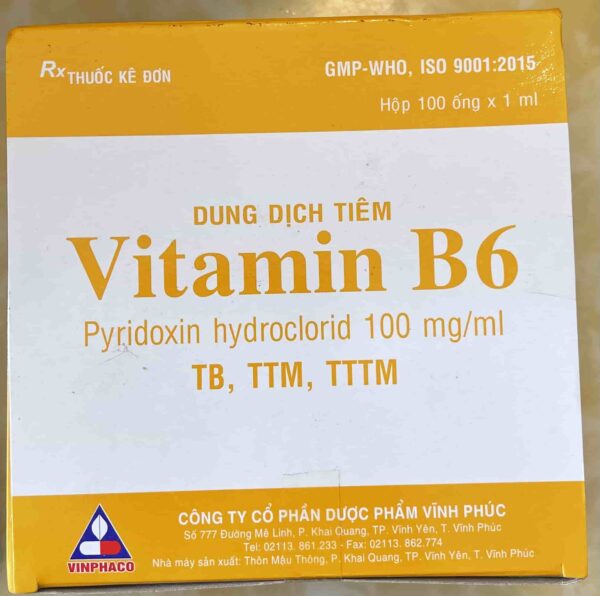 Rx THUỐC KÊ ĐƠN
GMP-WHO, ISO 9001:2015
Hộp 100 ống x 1 ml
DUNG DỊCH TIÊM
Vitamin B6
Pyridoxin hydroclorid 100 mg/ml
TB, TTM, TTTM
CÔNG TY CỔ PHẦN DƯỢC PHẨM VĨNH PHÚC
Số 777 Đường Mê Linh, P. Khai Quang, TP. Vĩnh Yên, T. Vĩnh Phúc
Tel: 02113. 861.233 - Fax: 02113. 862.774
Nhà máy sản xuất: Thôn Mậu Thông, P. Khai Quang, TP. Vĩnh Yên, T. Vĩnh Phúc
VINPHACO